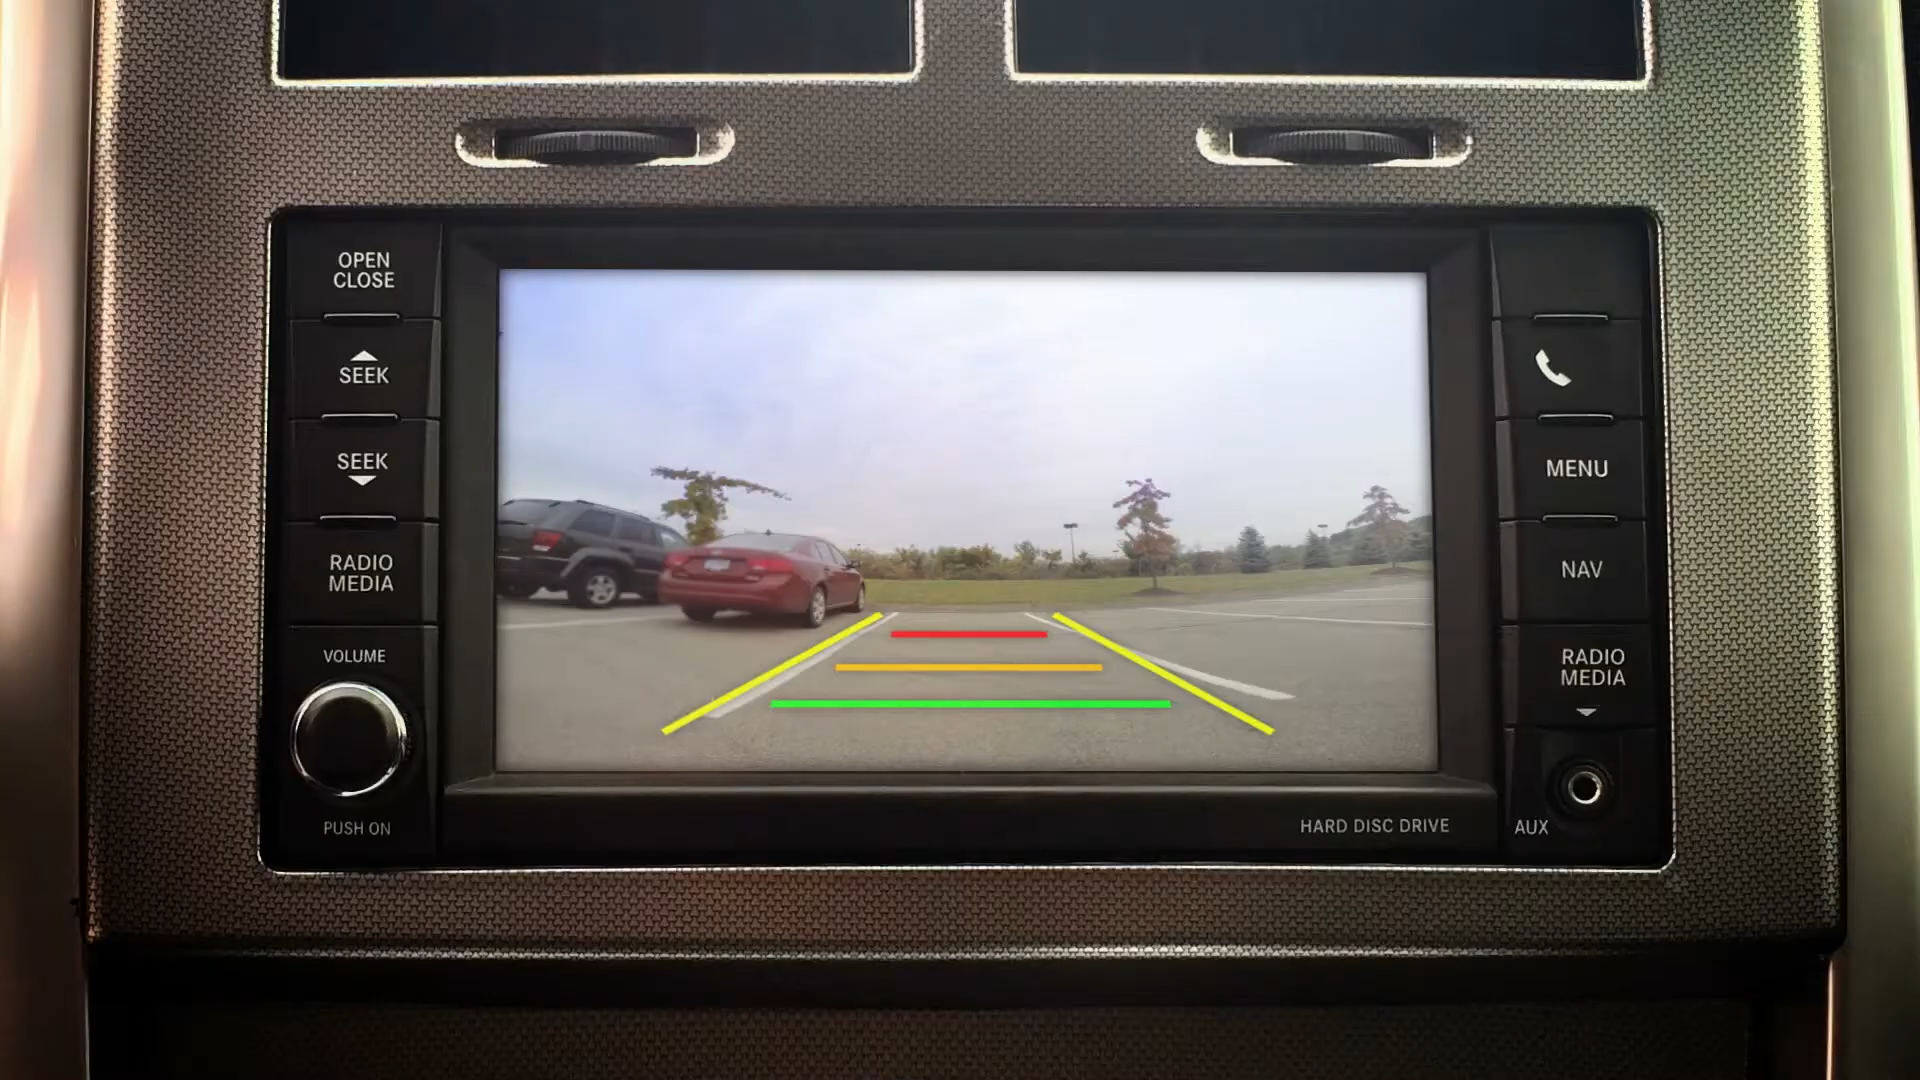 OPEN
CLOSE
SEEK
SEEK
RADIO
MEDIA
VOLUME
PUSH ON
MENU
NAV
RADIO
MEDIA
HARD DISC DRIVE
AUX